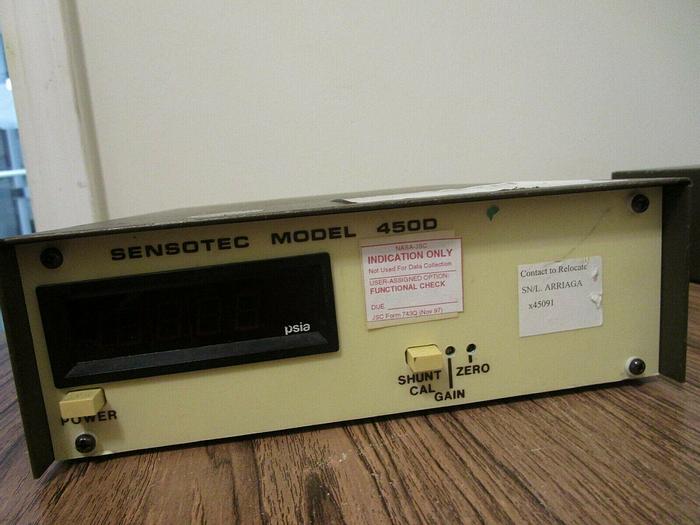 SENSOTEC MODEL 450D
psia
NASA-JSC
INDICATION ONLY
Not Used For Data Collection
USER-ASSIGNED OPTION:
FUNCTIONAL CHECK
DUE
JSC Form 743Q (Nov 97)
Contact to Relocate
SN/L. ARRIAGA
x45091
POWER
SHUNT
CAL
GAIN
ZERO